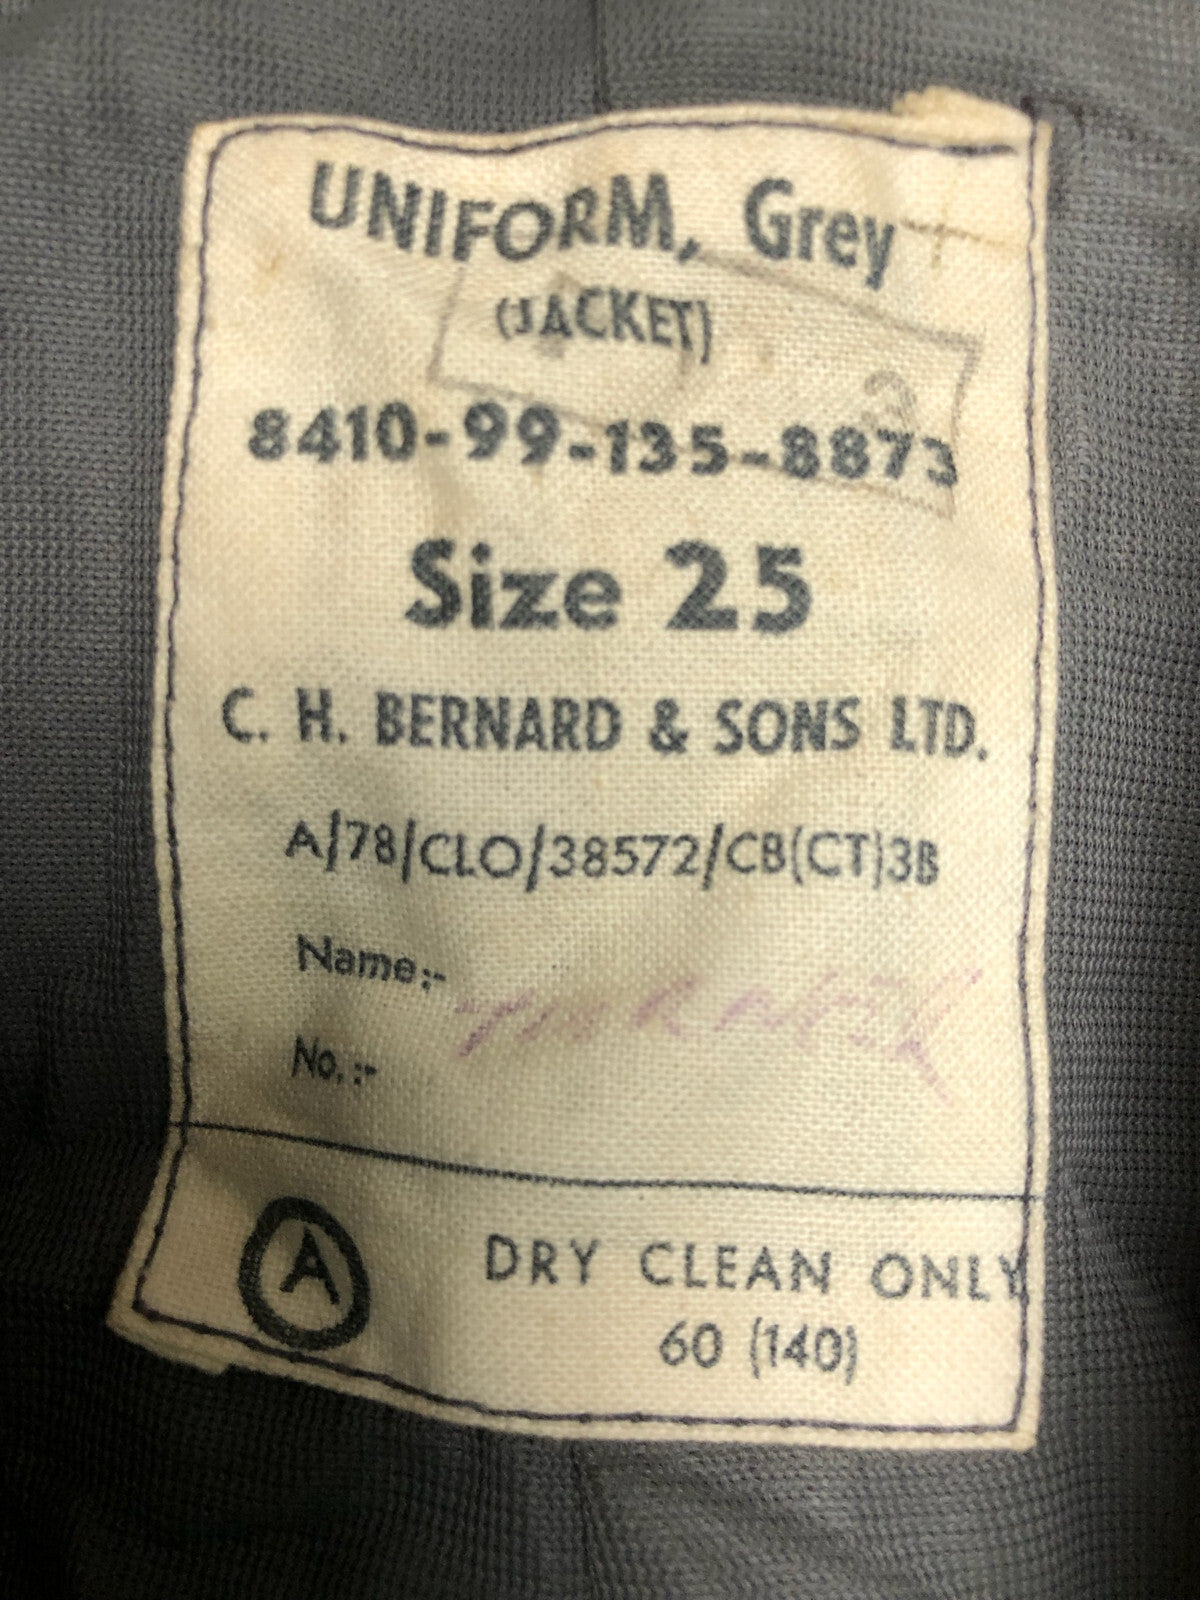 UNIFORM, Grey
(JACKET)
3
8410-99-135-8873
Size 25
C. H. BERNARD & SONS LTD.
A/78/CLO/38572/CB(CT)3B
Name:-
No. :-
A
DRY CLEAN ONLY
60 (140)